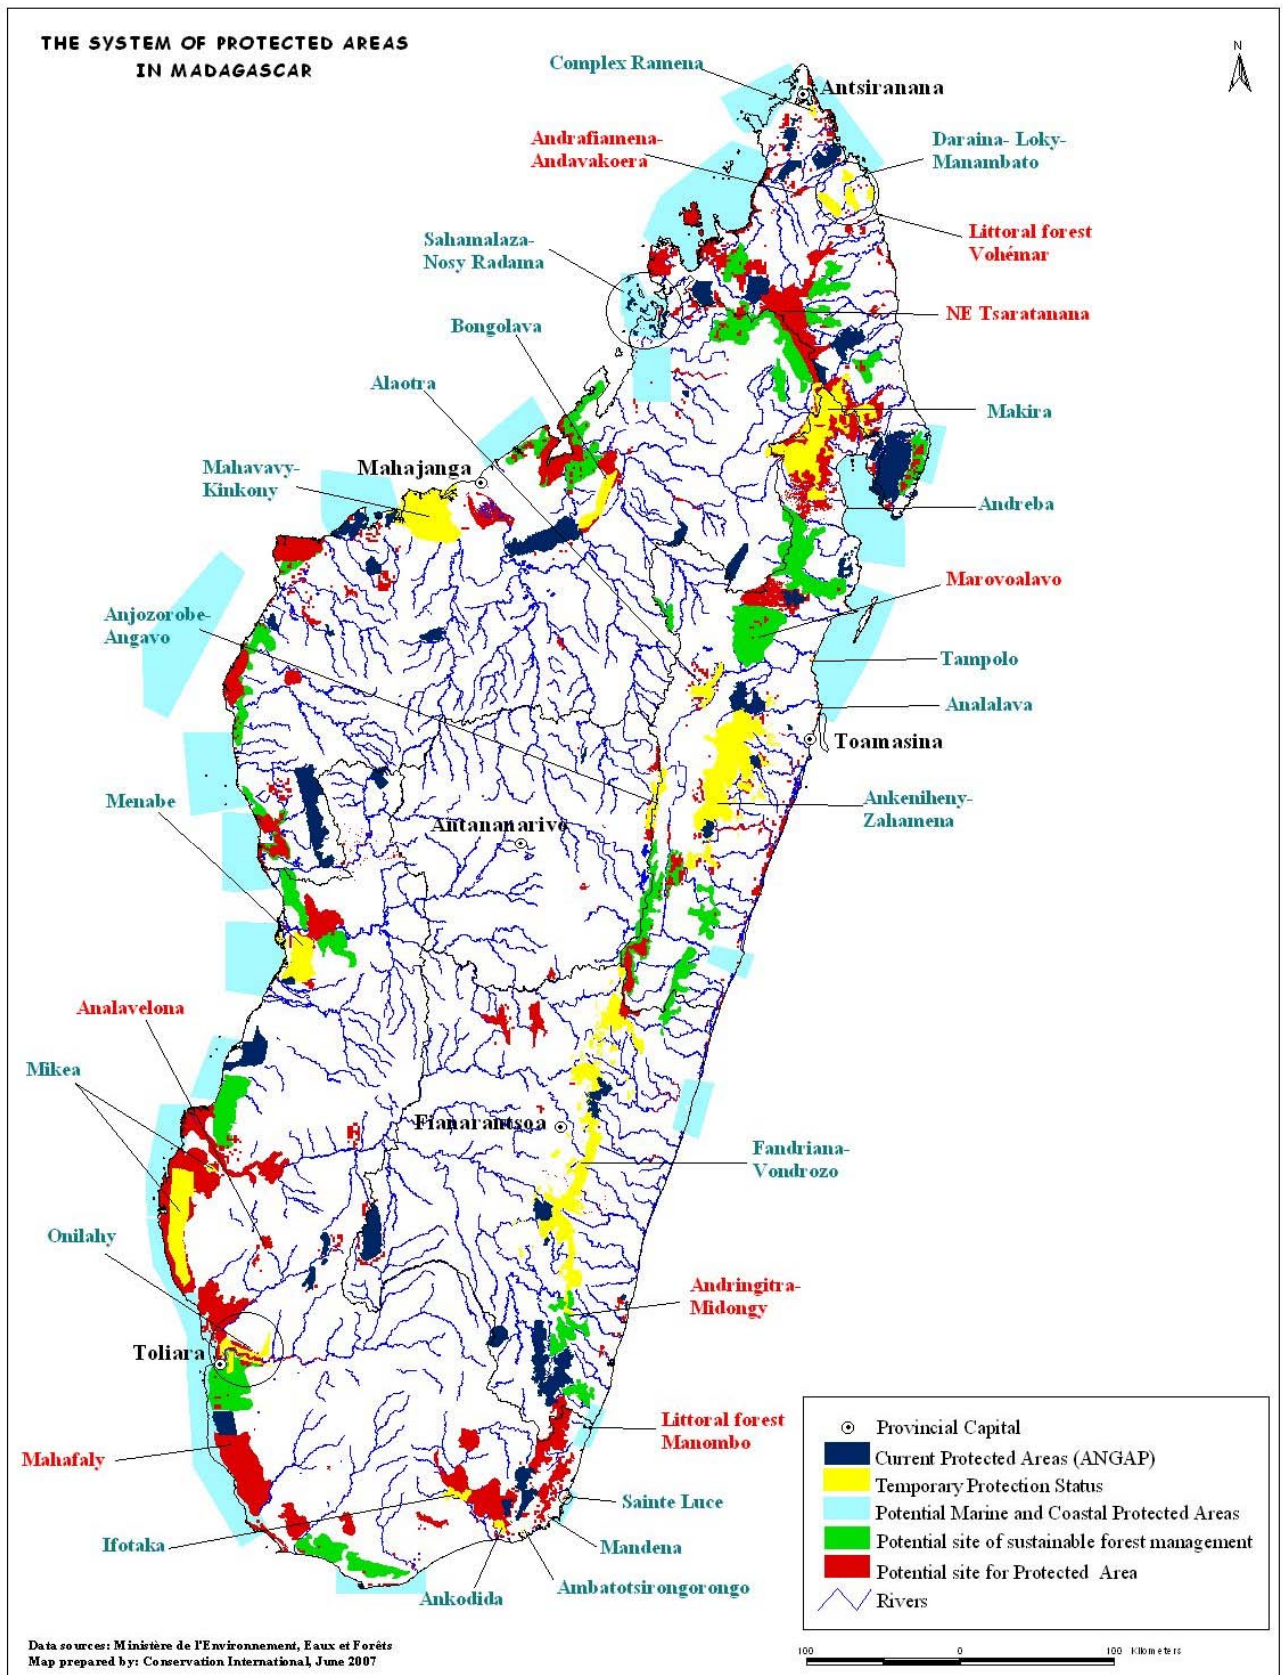 THE SYSTEM OF PROTECTED AREAS
IN MADAGASCAR
N
Complex Ramena
Antsiranana
Andrafiamena-
Andavakoera
Daraina- Loky-
Manambato
Littoral forest
Vohémar
Sahamalaza-
Nosy Radama
NE Tsaratanana
Bongolava
Alaotra
Makira
Mahajanga
Mahavavy-
Kinkony
Andreba
Marovoalavo
Anjozorobe-
Angavo
Tampolo
Analalava
Toamasina
Menabe
Ankeniheny-
Zahamena
Antananarivo
Analavelona
Mikea
Fianarantsoa
Fandriana-
Vondrozo
Onilahy
Andringitra-
Midongy
Toliara
Littoral forest
Manombo
Mahafaly
Sainte Luce
Ifotaka
Mandena
Ambatotsirongorongo
Ankodida
Provincial Capital
Current Protected Areas (ANGAP)
Temporary Protection Status
Potential Marine and Coastal Protected Areas
Potential site of sustainable forest management
Potential site for Protected Area
Rivers
Data sources: Ministère de l'Environnement, Eaux et Forêts
Map prepared by: Conservation International, June 2007
100 0 100 Kilometers